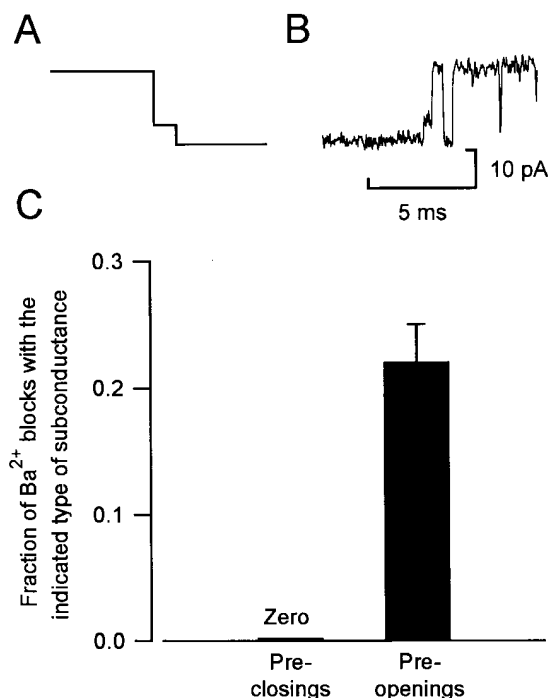 A
B
10 pA
5 ms
C
Fraction of Ba2+ blocks with the
indicated type of subconductance
0.3
0.2
0.1
0.0
Zero
Pre-
closings
Pre-
openings